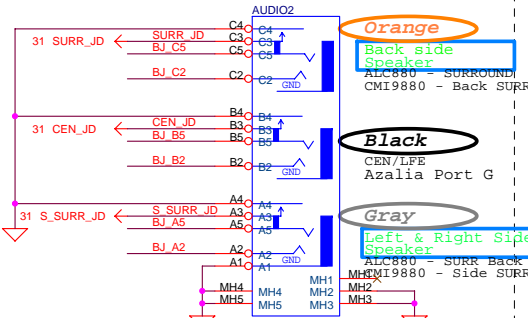 AUDIO2
C4 C4 Orange
31 SURR_JD SURR_JD C3 C3
Back side
BJ_C5 C5 C5 Speaker
ALC880 - SURROUND
BJ_C2 C2 C2 GND CMI9880 - Back SURR
B4 B4
31 CEN_JD CEN_JD B3 B3 Black
BJ_B5 B5 B5
CEN/LFE
BJ_B2 B2 B2 GND Azalia Port G
A4 A4
31 S_SURR_JD S_SURR_JD A3 A3 Gray
BJ_A5 A5 A5
Left & Right Side
BJ_A2 A2 A2 Speaker
A1 A1 GND ALC880 - SURR Back
MH1 MH1 CMI9880 - Side SURR
MH4 MH4 MH2 MH2
MH5 MH5 MH3 MH3